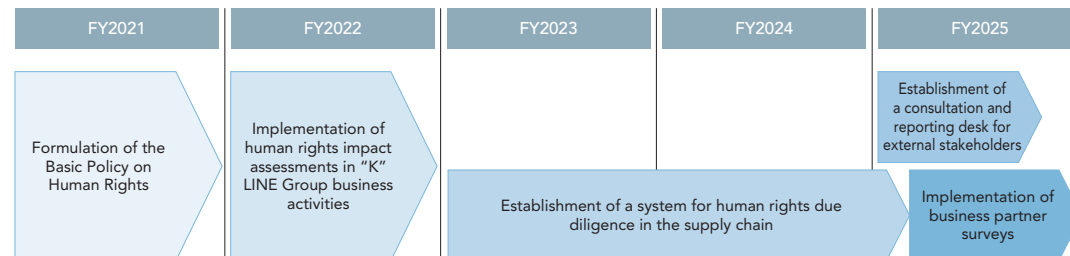 FY2021
FY2022
FY2023
FY2024
FY2025
Formulation of the
Basic Policy on
Human Rights
Implementation of
human rights impact
assessments in “K”
LINE Group business
activities
Establishment of a system for human rights due
diligence in the supply chain
Establishment of
a consultation and
reporting desk for
external stakeholders
Implementation of
business partner
surveys